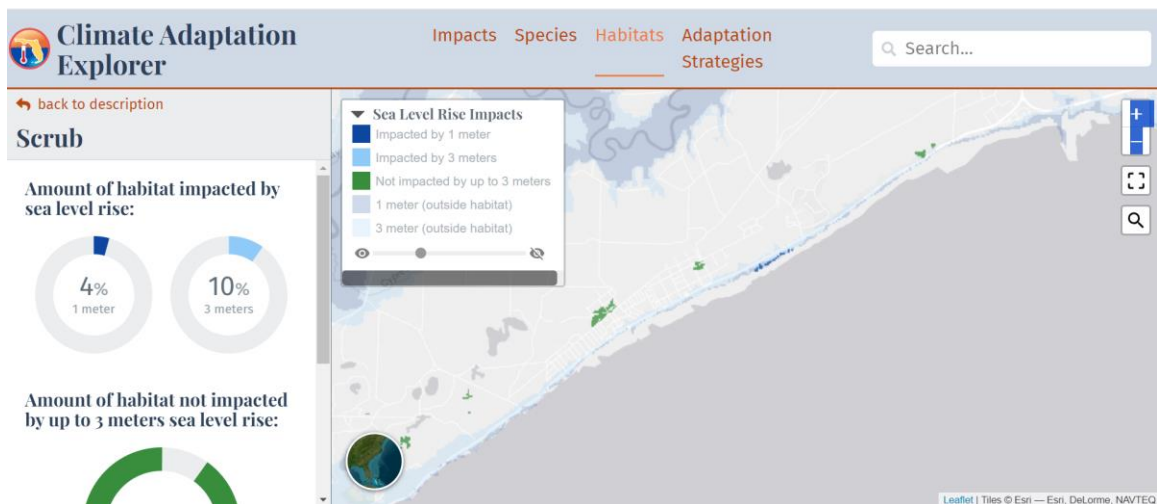 Climate Adaptation
Explorer
Impacts Species Habitats Adaptation
Strategies
Search...
back to description
Scrub
Amount of habitat impacted by
sea level rise:
4%
1 meter
10%
3 meters
Amount of habitat not impacted
by up to 3 meters sea level rise:
Sea Level Rise Impacts
Impacted by 1 meter
Impacted by 3 meters
Not impacted by up to 3 meters
1 meter (outside habitat)
3 meter (outside habitat)
+
−
Leaflet | Tiles © Esri — Esri, DeLorme, NAVTEQ